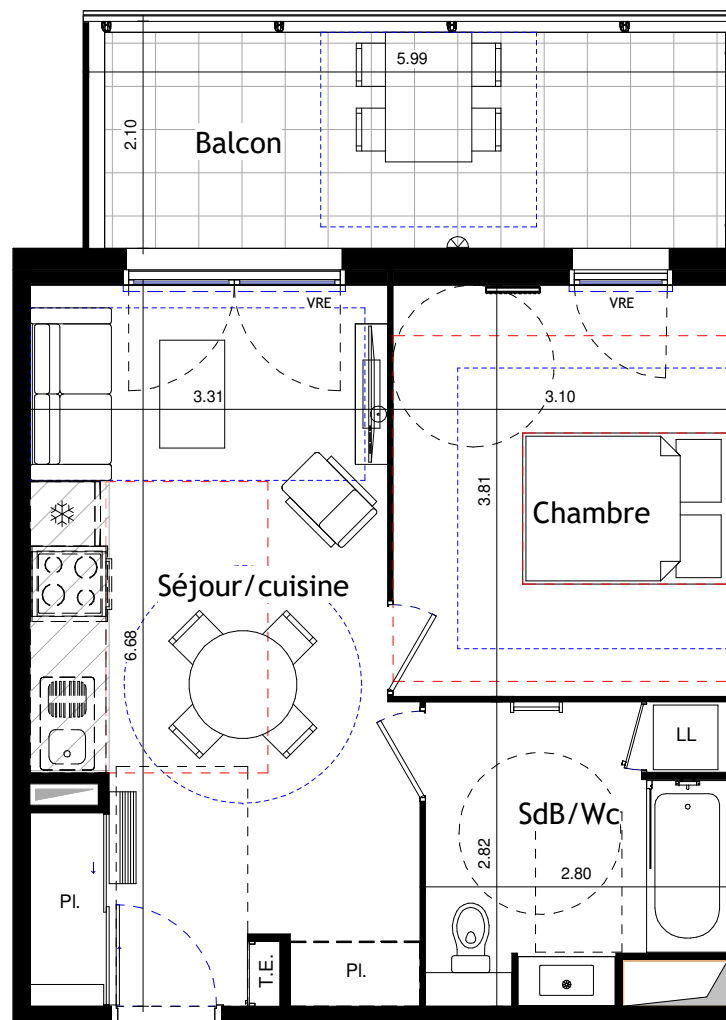 5.99
2.10
Balcon
VRE
VRE
3.31
3.10
3.81
Chambre
Séjour/cuisine
6.68
LL
SdB/Wc
2.82
2.80
Pl.
T.E.
Pl.